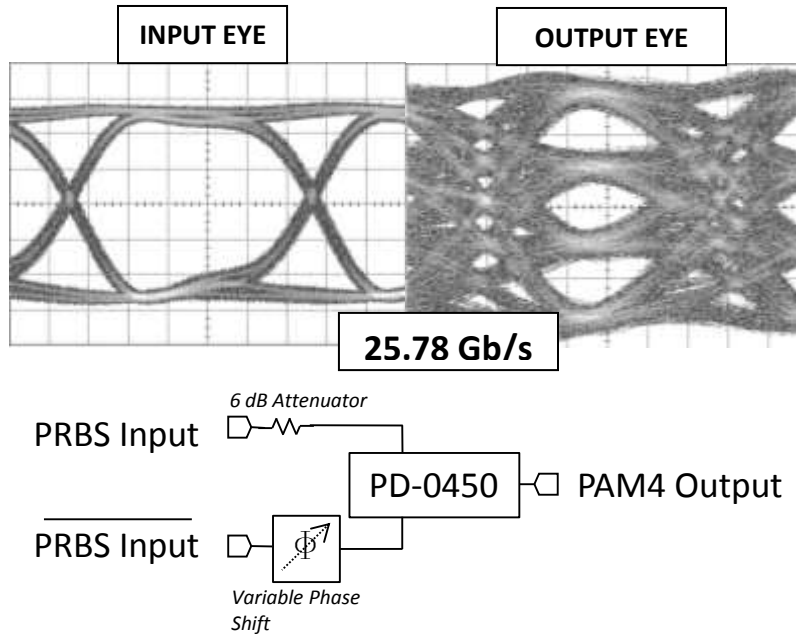 INPUT EYE
OUTPUT EYE
25.78 Gb/s
6 dB Attenuator
PRBS Input
PD-0450
PAM4 Output
PRBS Input
Φ
Variable Phase
Shift